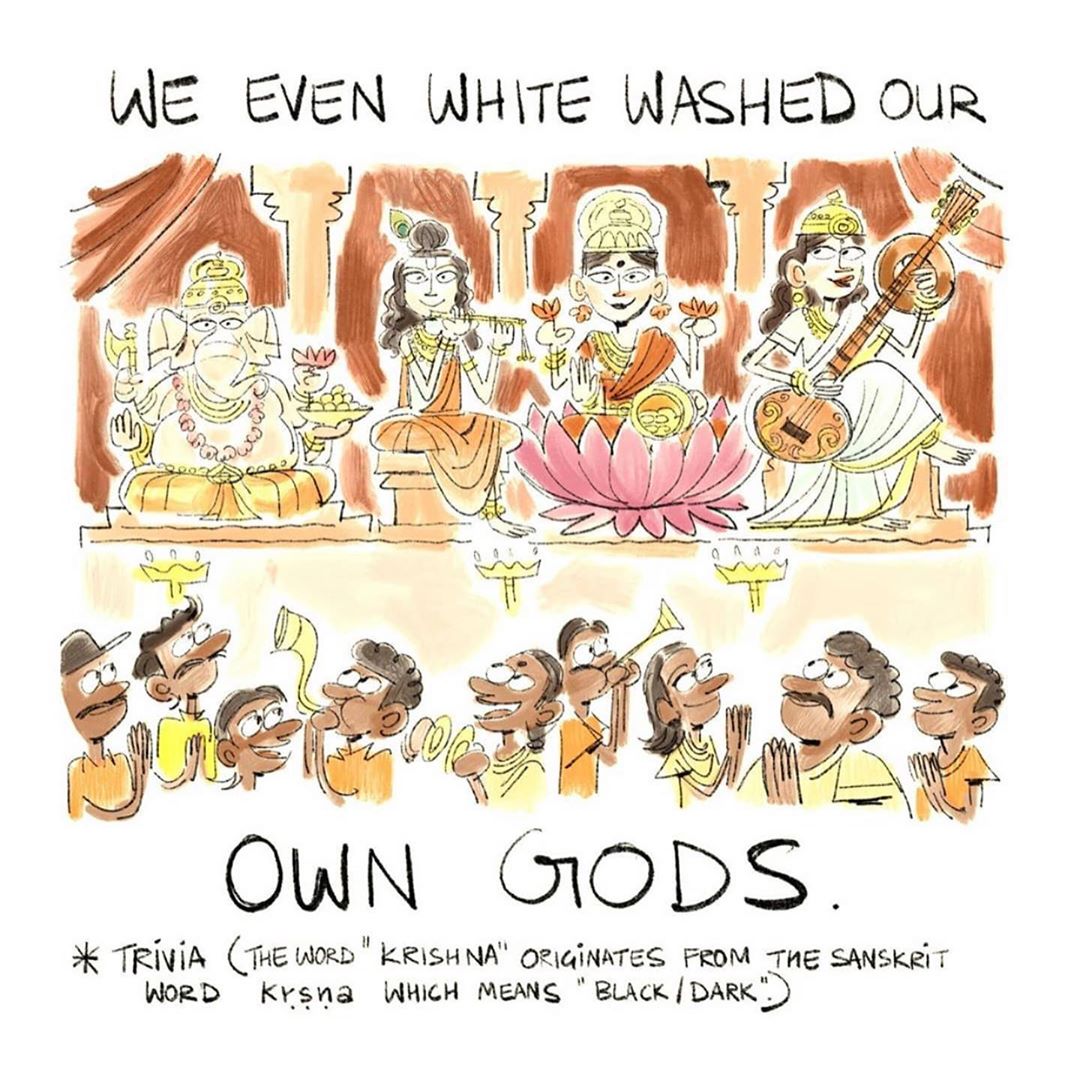 WE EVEN WHITE WASHED OUR
OWN GODS.
* TRIVIA (THE WORD "KRISHNA" ORIGINATES FROM THE SANSKRIT
WORD kṛṣṇa WHICH MEANS "BLACK/DARK".)